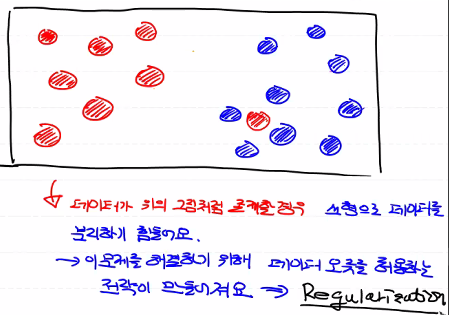 데이터가 위의 그림처럼 존재할 경우 선형으로 데이터를
분리하기 힘들어요.
→ 이 문제를 해결하기 위해 데이터 오류를 허용하는
전략이 만들어져요 → Regularization